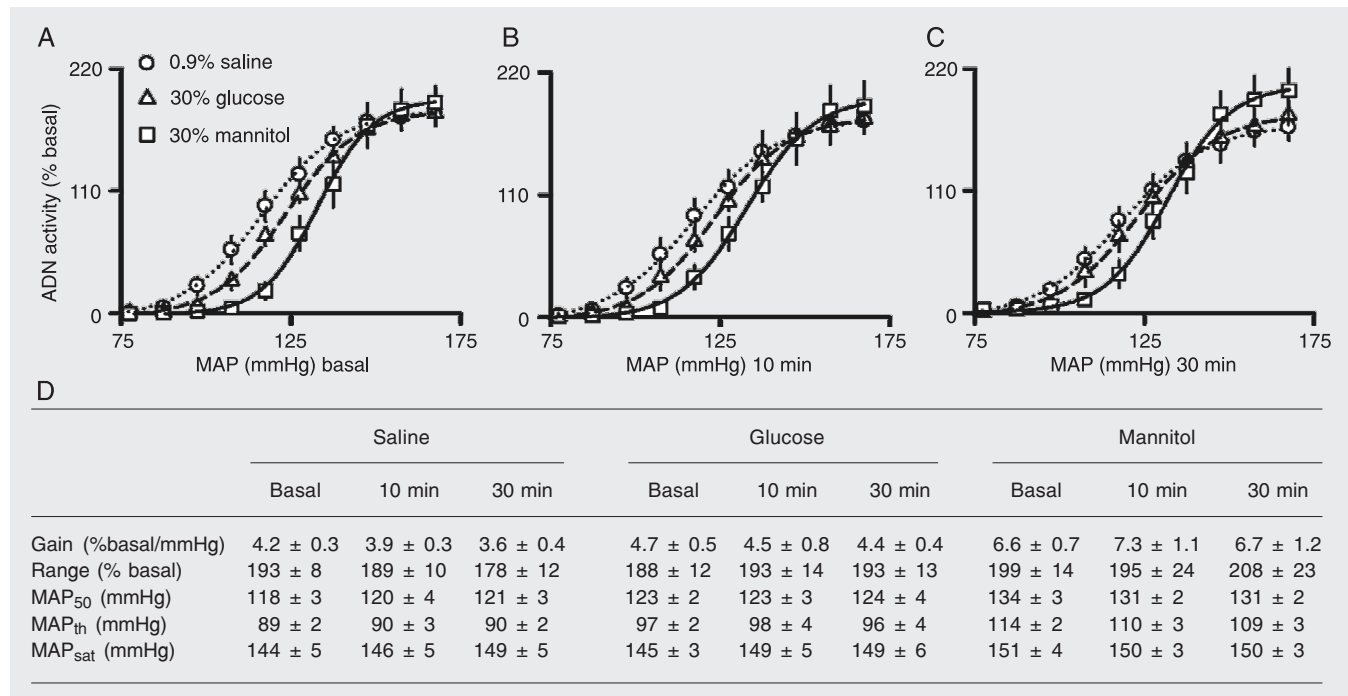 A
B
C
0.9% saline
30% glucose
30% mannitol
ADN activity (% basal)
220
110
0
75
125
175
MAP (mmHg) basal
220
110
0
75
125
175
MAP (mmHg) 10 min
220
110
0
75
125
175
MAP (mmHg) 30 min
D
Saline Glucose Mannitol
Basal 10 min 30 min Basal 10 min 30 min Basal 10 min 30 min
Gain (%basal/mmHg) 4.2 ± 0.3 3.9 ± 0.3 3.6 ± 0.4 4.7 ± 0.5 4.5 ± 0.8 4.4 ± 0.4 6.6 ± 0.7 7.3 ± 1.1 6.7 ± 1.2
Range (% basal) 193 ± 8 189 ± 10 178 ± 12 188 ± 12 193 ± 14 193 ± 13 199 ± 14 195 ± 24 208 ± 23
MAP50 (mmHg) 118 ± 3 120 ± 4 121 ± 3 123 ± 2 123 ± 3 124 ± 4 134 ± 3 131 ± 2 131 ± 2
MAPth (mmHg) 89 ± 2 90 ± 3 90 ± 2 97 ± 2 98 ± 4 96 ± 4 114 ± 2 110 ± 3 109 ± 3
MAPsat (mmHg) 144 ± 5 146 ± 5 149 ± 5 145 ± 3 149 ± 5 149 ± 6 151 ± 4 150 ± 3 150 ± 3